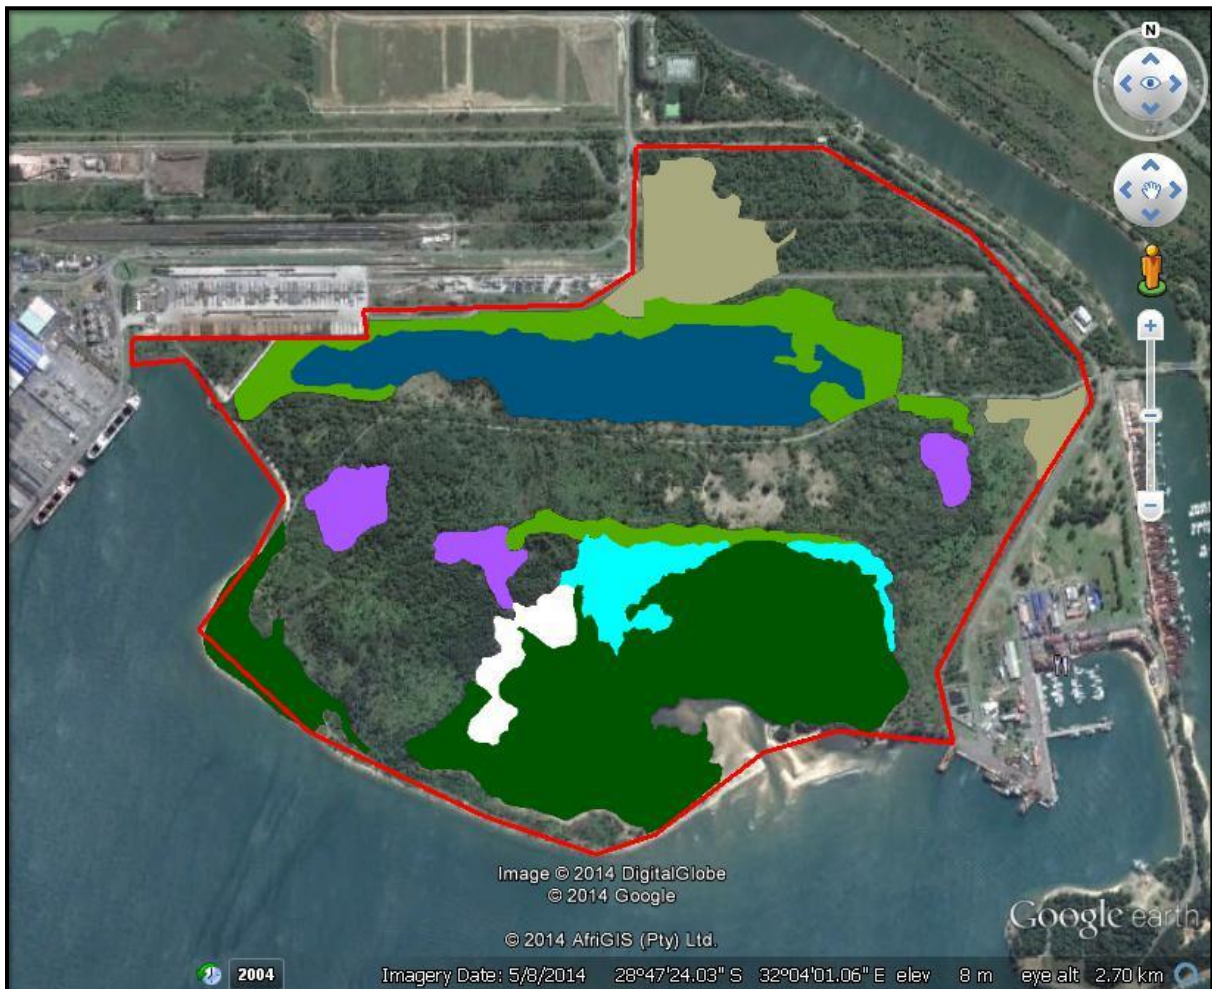 N
Image © 2014 DigitalGlobe
© 2014 Google
© 2014 AfriGIS (Pty) Ltd.
Google earth
2004
Imagery Date: 5/8/2014 28°47'24.03" S 32°04'01.06" E elev 8 m eye alt 2.70 km